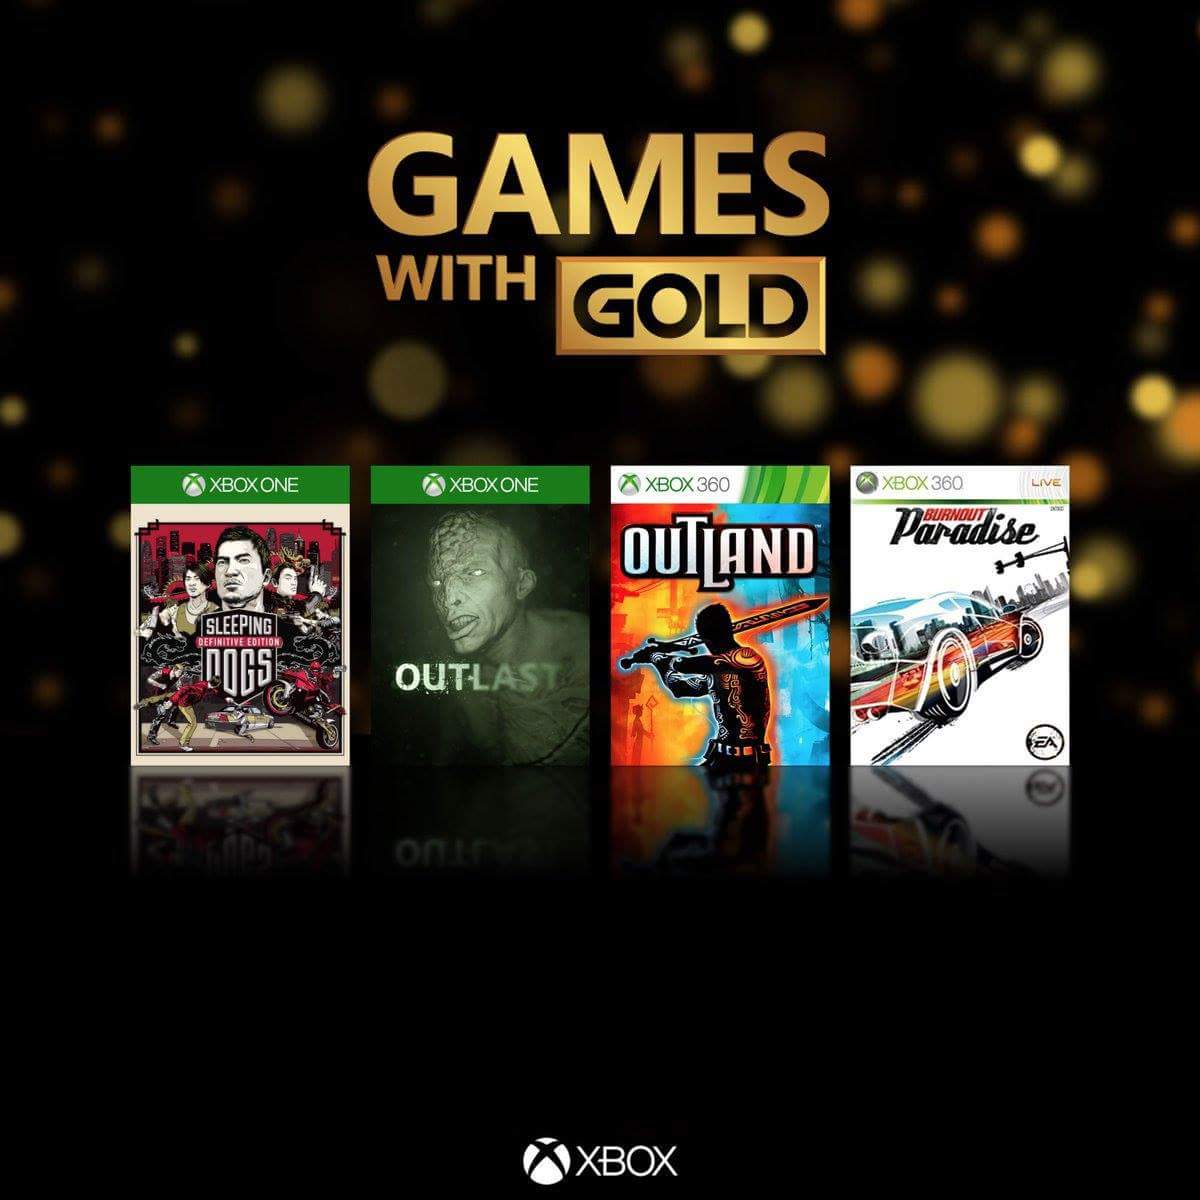 GAMES
WITH GOLD
XBOX ONE
SLEEPING
DEFINITIVE EDITION
DOGS
XBOX ONE
OUTLAST
XBOX 360
OUTLAND
XBOX 360 LIVE
BURNOUT
Paradise
EA
XBOX